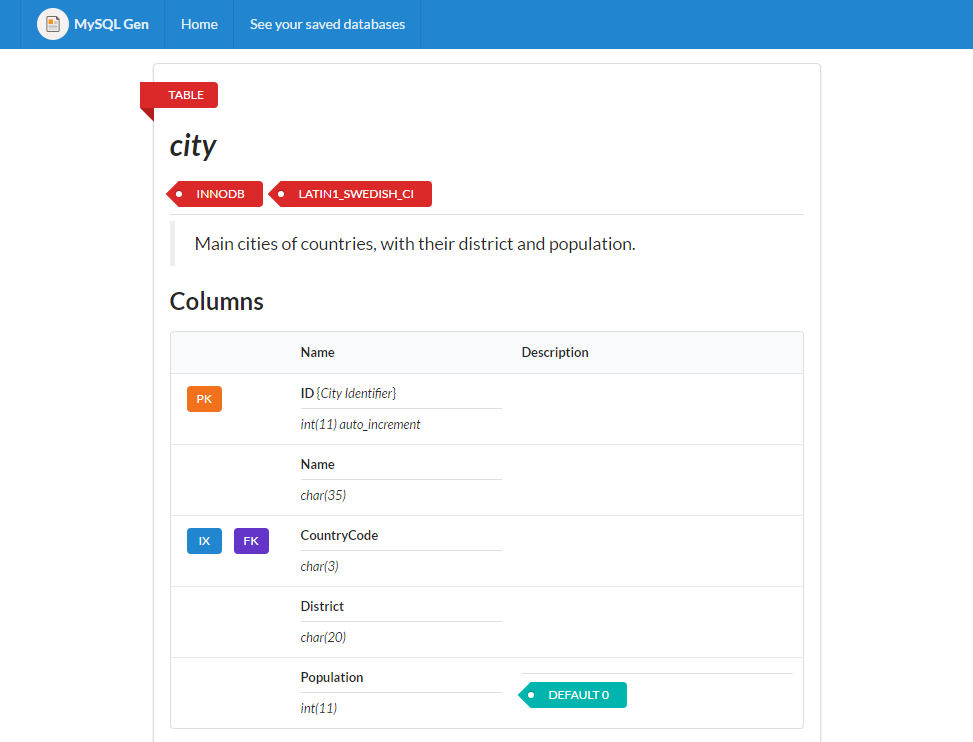 MySQL Gen Home See your saved databases
TABLE
city
INNODB LATIN1_SWEDISH_CI
Main cities of countries, with their district and population.
Columns
Name Description
PK ID {City Identifier}
int(11) auto_increment
Name
char(35)
IX FK CountryCode
char(3)
District
char(20)
Population
DEFAULT 0
int(11)